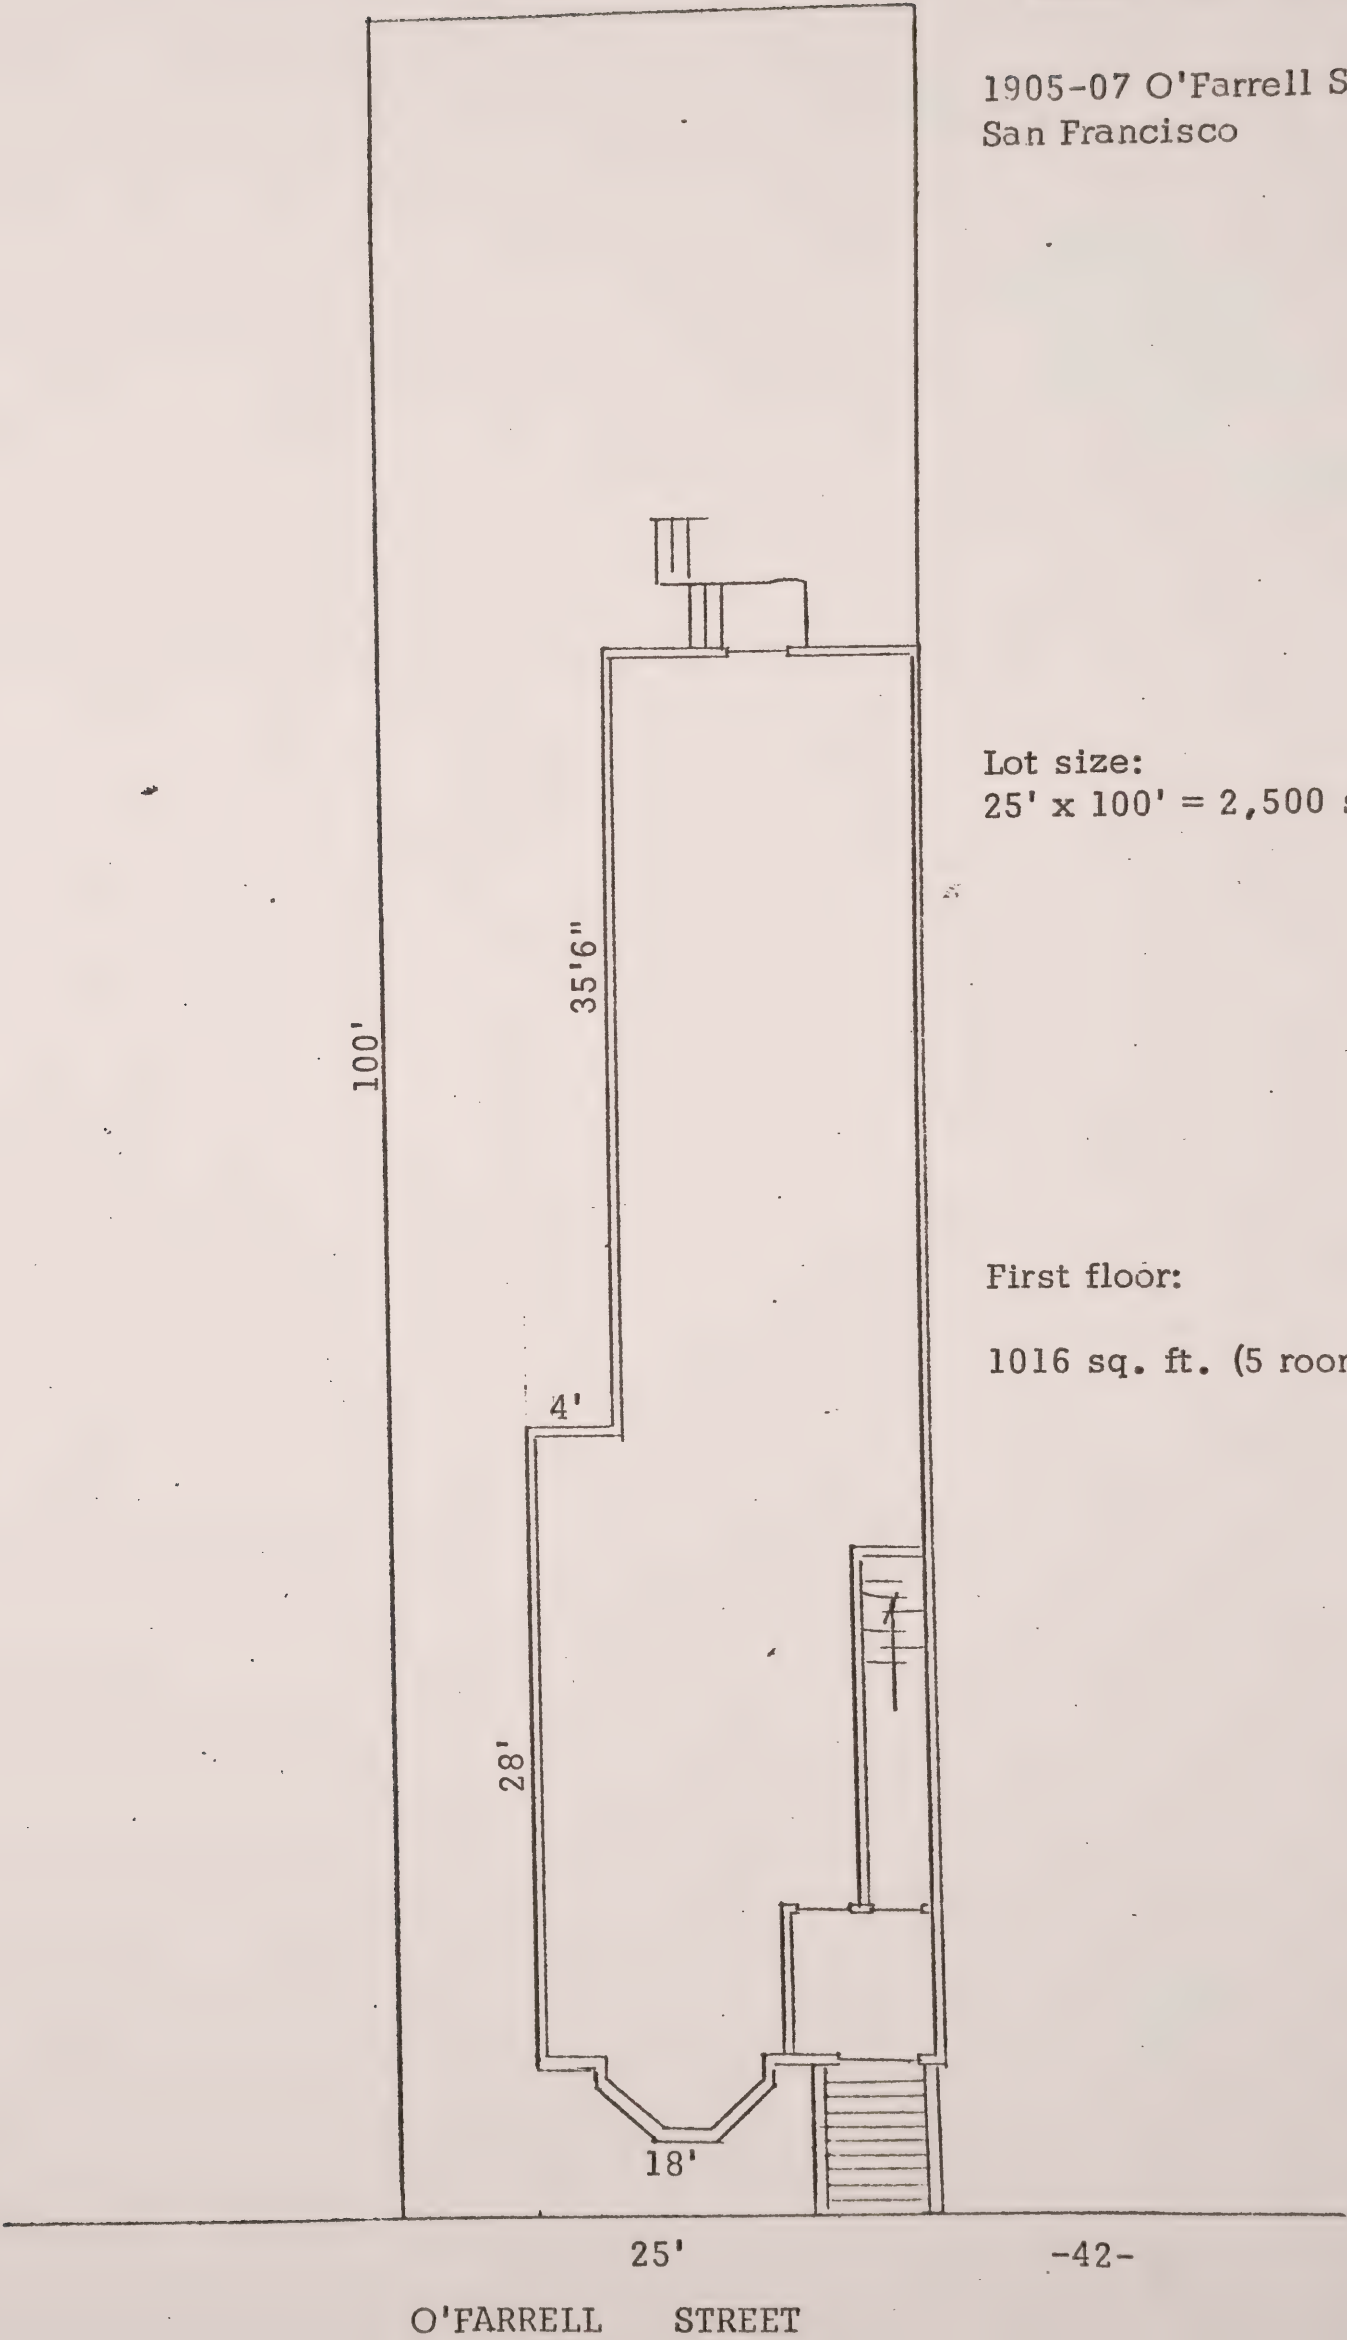 1905-07 O'Farrell S
San Francisco
Lot size:
25' x 100' = 2,500 s
35'6"
100'
First floor:
1016 sq. ft. (5 room
4'
28'
18'
25'
-42-
O'FARRELL STREET